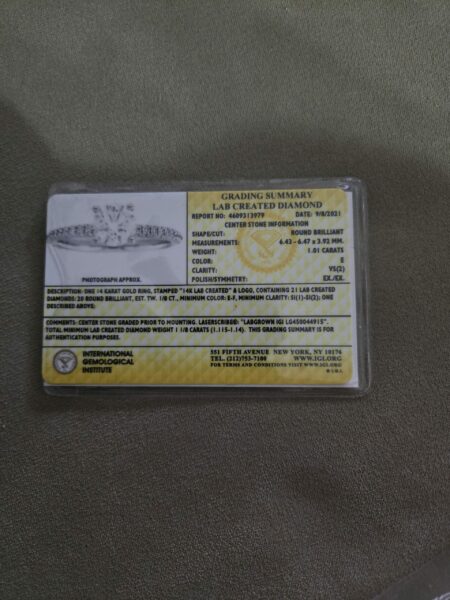 GRADING SUMMARY
LAB CREATED DIAMOND
REPORT NO: 4609313979 DATE: 9/8/2021
CENTER STONE INFORMATION
SHAPE/CUT: ROUND BRILLIANT
MEASUREMENTS: 6.43 - 6.47 x 3.92 MM.
WEIGHT: 1.01 CARATS
COLOR: E
CLARITY: VS(2)
POLISH/SYMMETRY: EX./EX.
PHOTOGRAPH APPROX.
DESCRIPTION: ONE 14 KARAT GOLD RING, STAMPED "14K LAB CREATED" & LOGO, CONTAINING 21 LAB CREATED
DIAMONDS: 20 ROUND BRILLIANT, EST. TW. 1/8 CT., MINIMUM COLOR: E-F, MINIMUM CLARITY: SI(1)-SI(2); ONE
DESCRIBED ABOVE;
COMMENTS: CENTER STONE GRADED PRIOR TO MOUNTING. LASERSCRIBE: "LABGROWN IGI LG450044915".
TOTAL MINIMUM LAB CREATED DIAMOND WEIGHT 1 1/8 CARATS (1.115-1.14). THIS GRADING SUMMARY IS FOR
AUTHENTICATION PURPOSES.
INTERNATIONAL
GEMOLOGICAL
INSTITUTE
551 FIFTH AVENUE NEW YORK, NY 10176
TEL. (212)753-7100 WWW.IGI.ORG
FOR TERMS AND CONDITIONS VISIT WWW.IGI.ORG